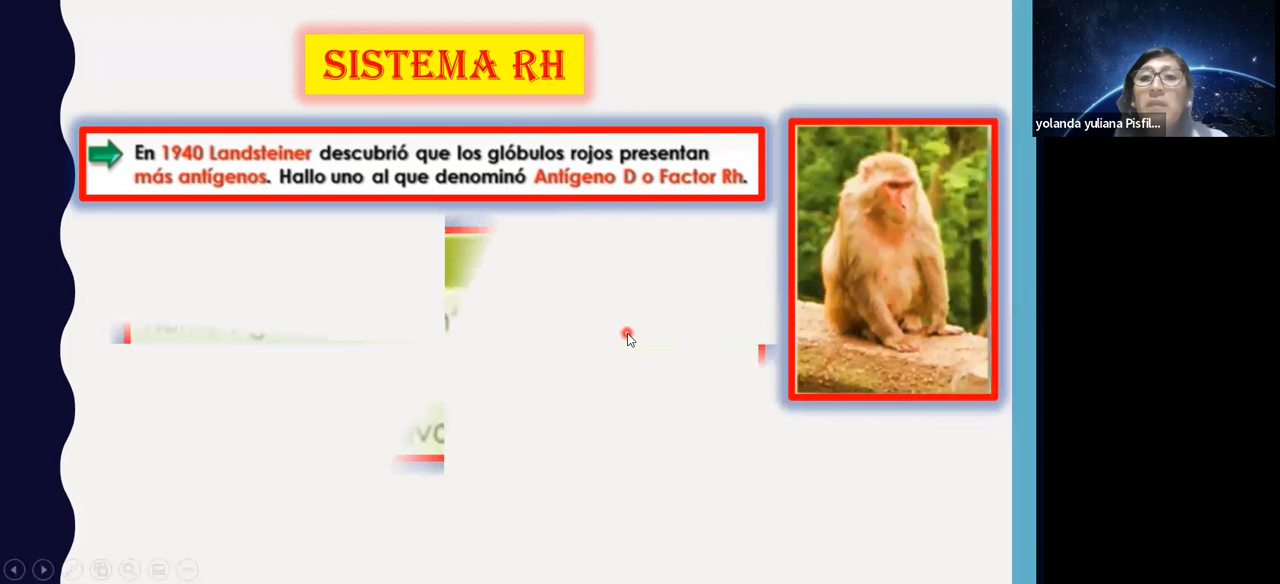 SISTEMA RH
En 1940 Landsteiner descubrió que los glóbulos rojos presentan
más antígenos. Hallo uno al que denominó Antígeno D o Factor Rh.
yolanda yuliana Pisfil...